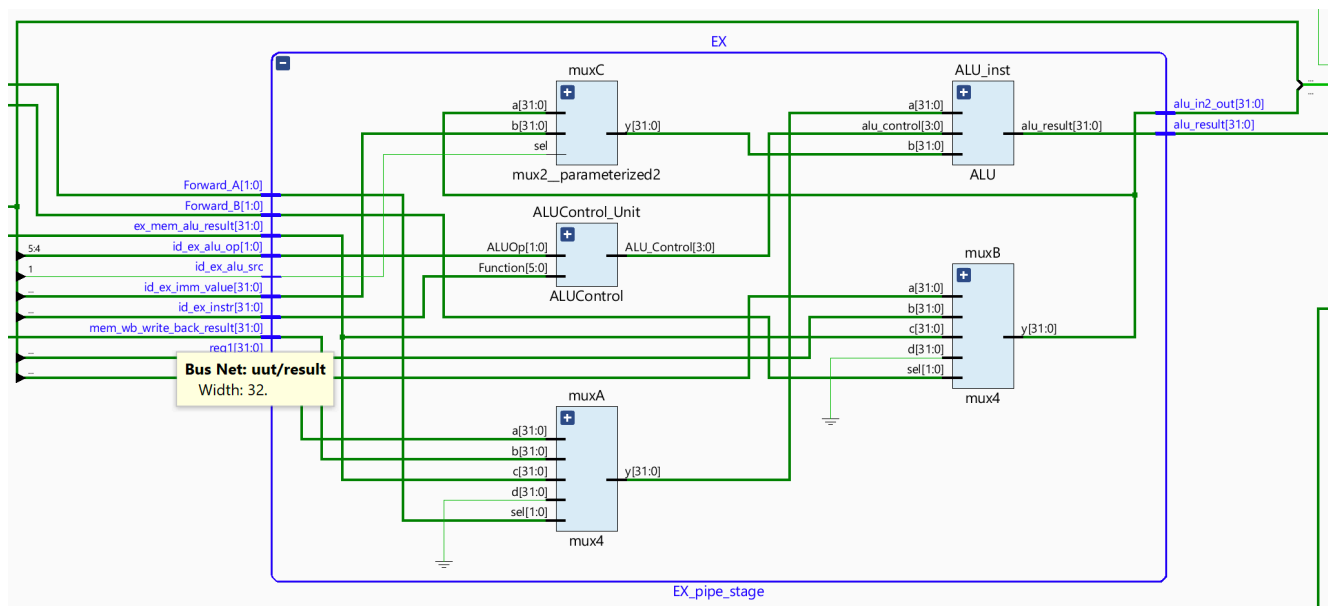 EX
muxC
a[31:0]
b[31:0]
sel
y[31:0]
mux2__parameterized2
ALU_inst
a[31:0]
alu_control[3:0]
b[31:0]
alu_result[31:0]
ALU
alu_in2_out[31:0]
alu_result[31:0]
...
...
Forward_A[1:0]
Forward_B[1:0]
ex_mem_alu_result[31:0]
5:4
id_ex_alu_op[1:0]
1
id_ex_alu_src
...
id_ex_imm_value[31:0]
...
id_ex_instr[31:0]
mem_wb_write_back_result[31:0]
...
reg1[31:0]
...
Bus Net: uut/result
Width: 32.
ALUControl_Unit
ALUOp[1:0]
Function[5:0]
ALU_Control[3:0]
ALUControl
muxB
a[31:0]
b[31:0]
c[31:0]
d[31:0]
sel[1:0]
y[31:0]
mux4
muxA
a[31:0]
b[31:0]
c[31:0]
d[31:0]
sel[1:0]
y[31:0]
mux4
EX_pipe_stage